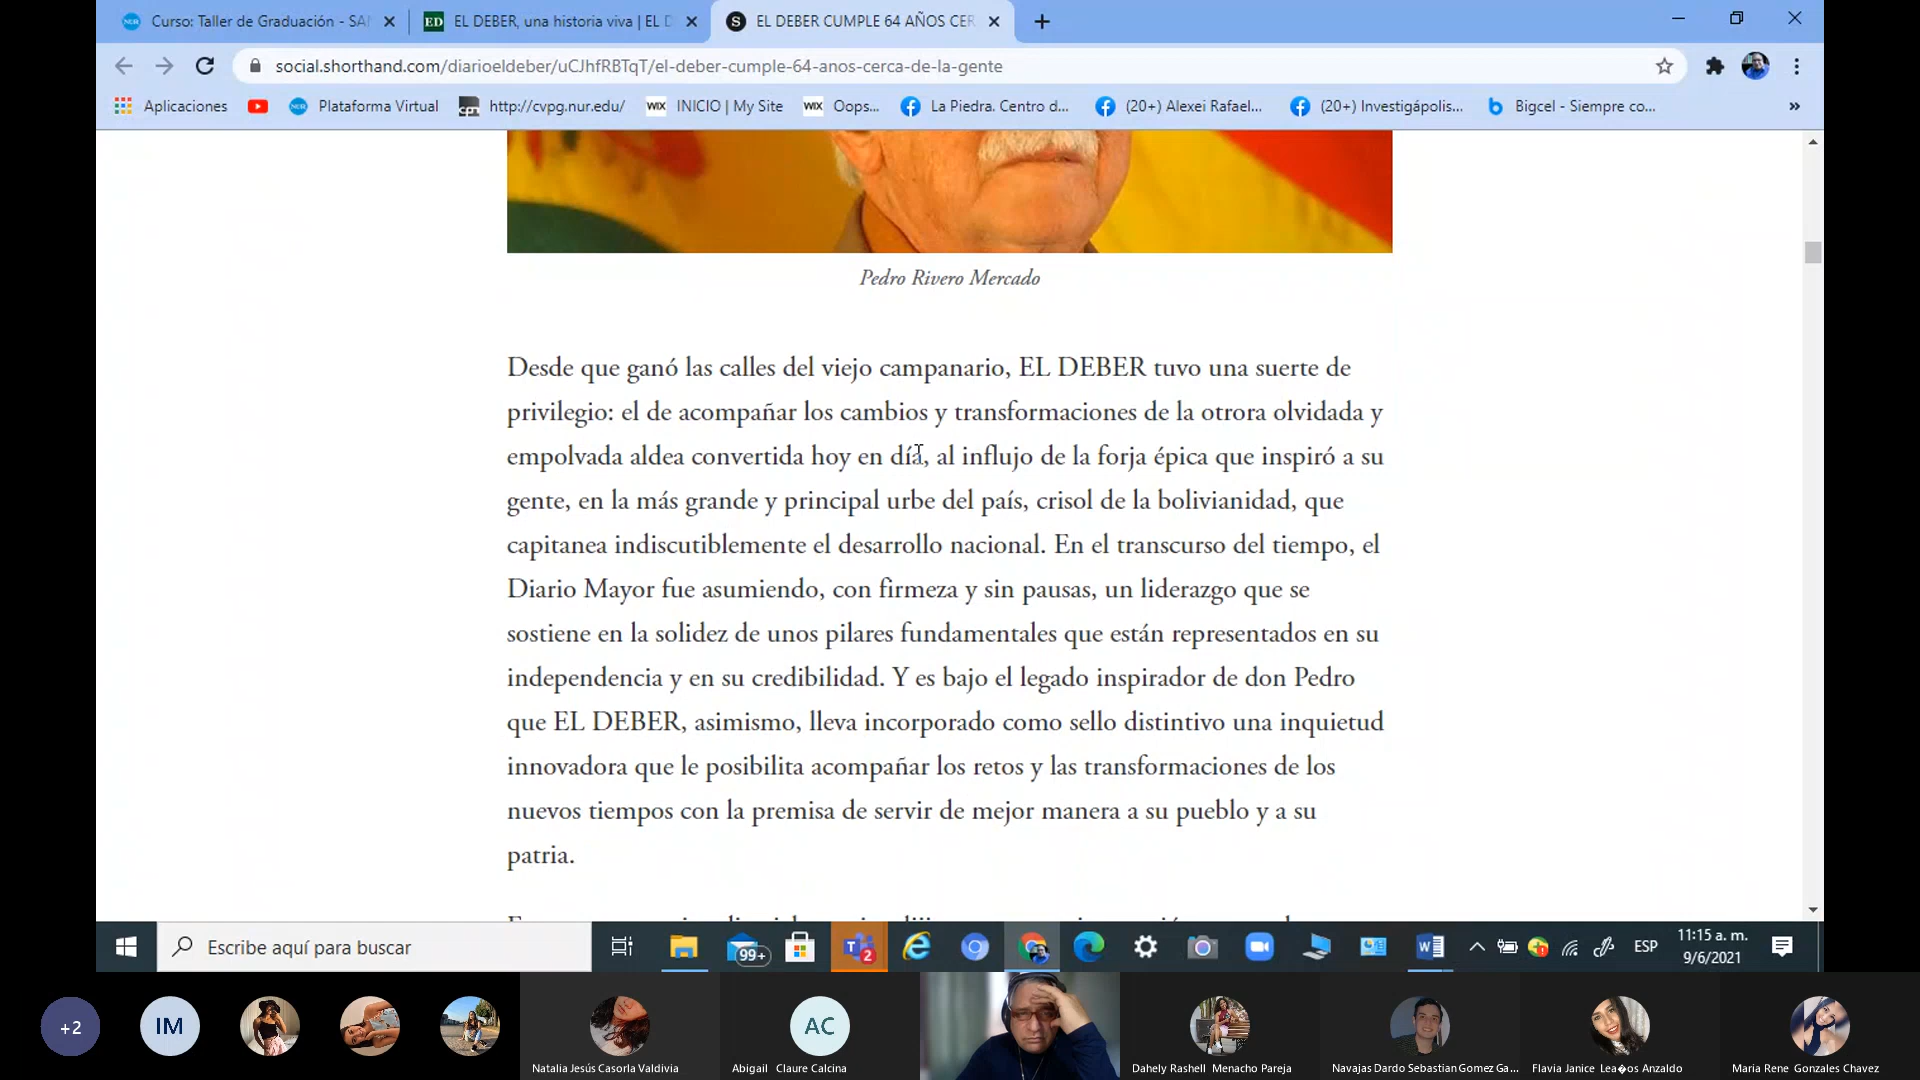 Curso: Taller de Graduación - SA
EL DEBER, una historia viva | EL D
EL DEBER CUMPLE 64 AÑOS CER
social.shorthand.com/diarioeldeber/uCJhfRBTqT/el-deber-cumple-64-anos-cerca-de-la-gente
Aplicaciones
Plataforma Virtual
http://cvpg.nur.edu/
INICIO | My Site
Oops...
La Piedra. Centro d...
(20+) Alexei Rafael...
(20+) Investigápolis...
Bigcel - Siempre co...
Pedro Rivero Mercado
Desde que ganó las calles del viejo campanario, EL DEBER tuvo una suerte de
privilegio: el de acompañar los cambios y transformaciones de la otrora olvidada y
empolvada aldea convertida hoy en día, al influjo de la forja épica que inspiró a su
gente, en la más grande y principal urbe del país, crisol de la bolivianidad, que
capitanea indiscutiblemente el desarrollo nacional. En el transcurso del tiempo, el
Diario Mayor fue asumiendo, con firmeza y sin pausas, un liderazgo que se
sostiene en la solidez de unos pilares fundamentales que están representados en su
independencia y en su credibilidad. Y es bajo el legado inspirador de don Pedro
que EL DEBER, asimismo, lleva incorporado como sello distintivo una inquietud
innovadora que le posibilita acompañar los retos y las transformaciones de los
nuevos tiempos con la premisa de servir de mejor manera a su pueblo y a su
patria.
Escribe aquí para buscar
99+
2
ESP
11:15 a. m.
9/6/2021
+2
IM
AC
Natalia Jesús Casorla Valdivia
Abigail Claure Calcina
Dahely Rashell Menacho Pareja
Navajas Dardo Sebastian Gomez Ga...
Flavia Janice Lea�os Anzaldo
Maria Rene Gonzales Chavez